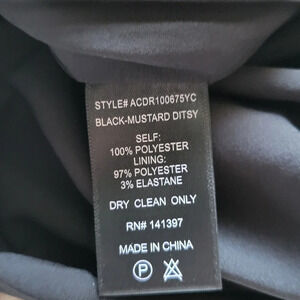 STYLE# ACDR100675YC
BLACK-MUSTARD DITSY
SELF:
100% POLYESTER
LINING:
97% POLYESTER
3% ELASTANE
DRY CLEAN ONLY
RN# 141397
MADE IN CHINA
P